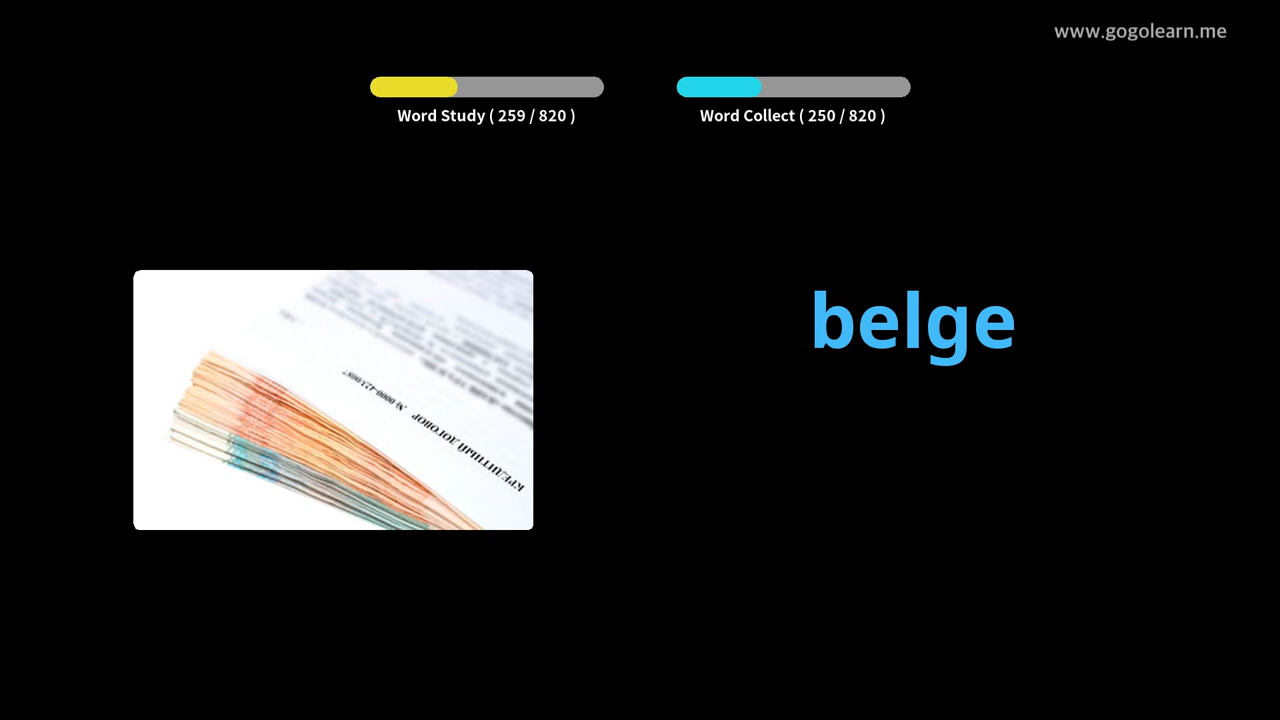 www.gogolearn.me
Word Study ( 259 / 820 )
Word Collect ( 250 / 820 )
belge
КРЕДИТНЫЙ ДОГОВОР